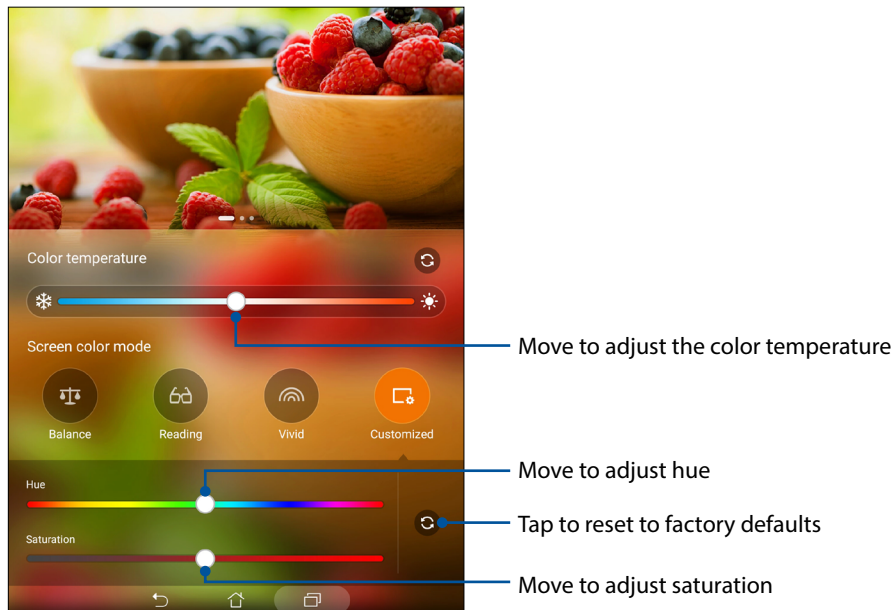 Color temperature
Move to adjust the color temperature
Screen color mode
Balance
Reading
Vivid
Customized
Hue
Move to adjust hue
Tap to reset to factory defaults
Saturation
Move to adjust saturation